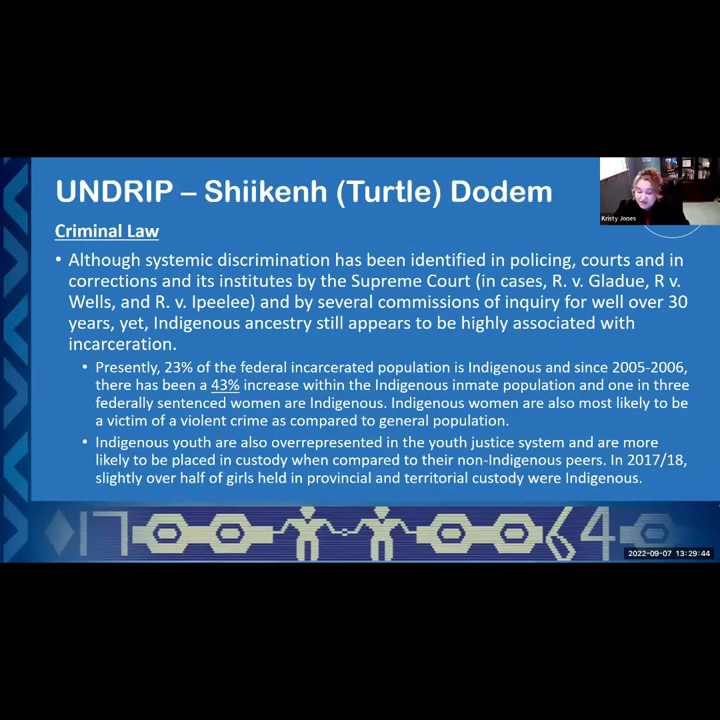 UNDRIP – Shiikenh (Turtle) Dodem
Kristy Jones
Criminal Law
• Although systemic discrimination has been identified in policing, courts and in
corrections and its institutes by the Supreme Court (in cases, R. v. Gladue, R v.
Wells, and R. v. Ipeelee) and by several commissions of inquiry for well over 30
years, yet, Indigenous ancestry still appears to be highly associated with
incarceration.
• Presently, 23% of the federal incarcerated population is Indigenous and since 2005-2006,
there has been a 43% increase within the Indigenous inmate population and one in three
federally sentenced women are Indigenous. Indigenous women are also most likely to be
a victim of a violent crime as compared to general population.
• Indigenous youth are also overrepresented in the youth justice system and are more
likely to be placed in custody when compared to their non-Indigenous peers. In 2017/18,
slightly over half of girls held in provincial and territorial custody were Indigenous.
17
64
2022-09-07 13:29:44